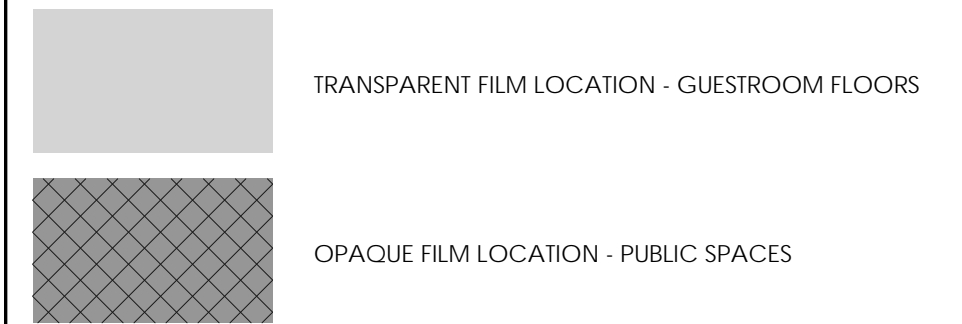 TRANSPARENT FILM LOCATION - GUESTROOM FLOORS
OPAQUE FILM LOCATION - PUBLIC SPACES